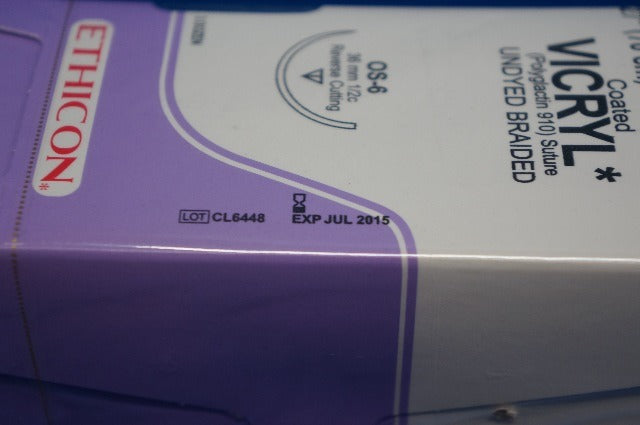 ETHICON*
OS-6
36 mm 1/2c
Reverse Cutting
Coated
VICRYL*
(Polyglactin 910) Suture
UNDYED BRAIDED
LOT CL6448
EXP JUL 2015